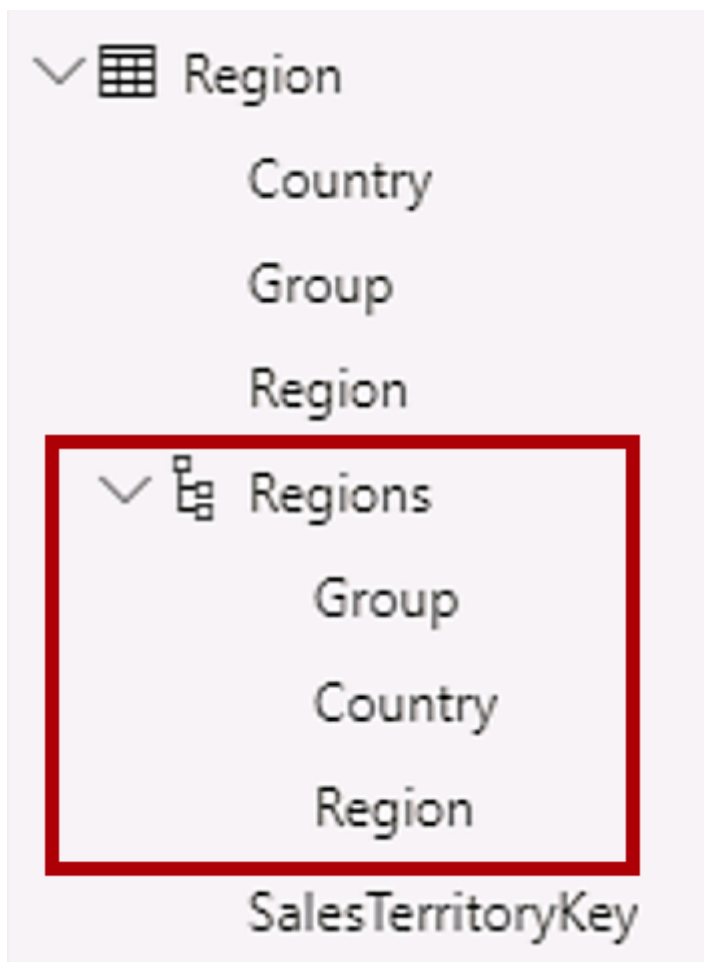 Region
Country
Group
Region
Regions
Group
Country
Region
SalesTerritoryKey